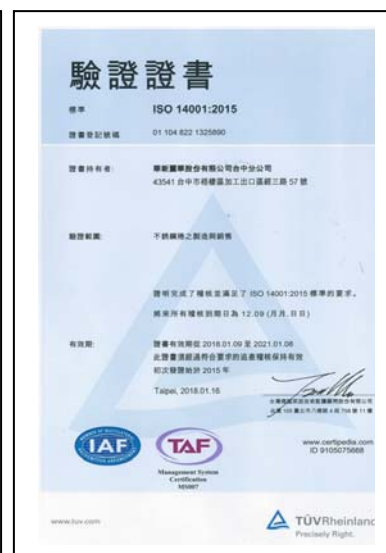 驗證證書
標準 ISO 14001:2015
證書登記號碼 01 104 822 1325890
證書持有者: 華新麗華股份有限公司台中分公司
43541 台中市梧棲區加工出口區經三路 57 號
驗證範圍: 不銹鋼捲之製造與銷售
證明完成了稽核並滿足了 ISO 14001:2015 標準的要求。
將來所有稽核到期日為 12.09 (月月.日日)
有效期: 證書有效期從 2018.01.09 至 2021.01.08
此證書須經過符合要求的追查稽核保持有效
初次發證始於 2015 年
Taipei, 2018.01.16
IAF
TAF
Management System
Certification
MS007
www.certipedia.com
ID 9105075668
www.tuv.com
TÜVRheinland
Precisely Right.